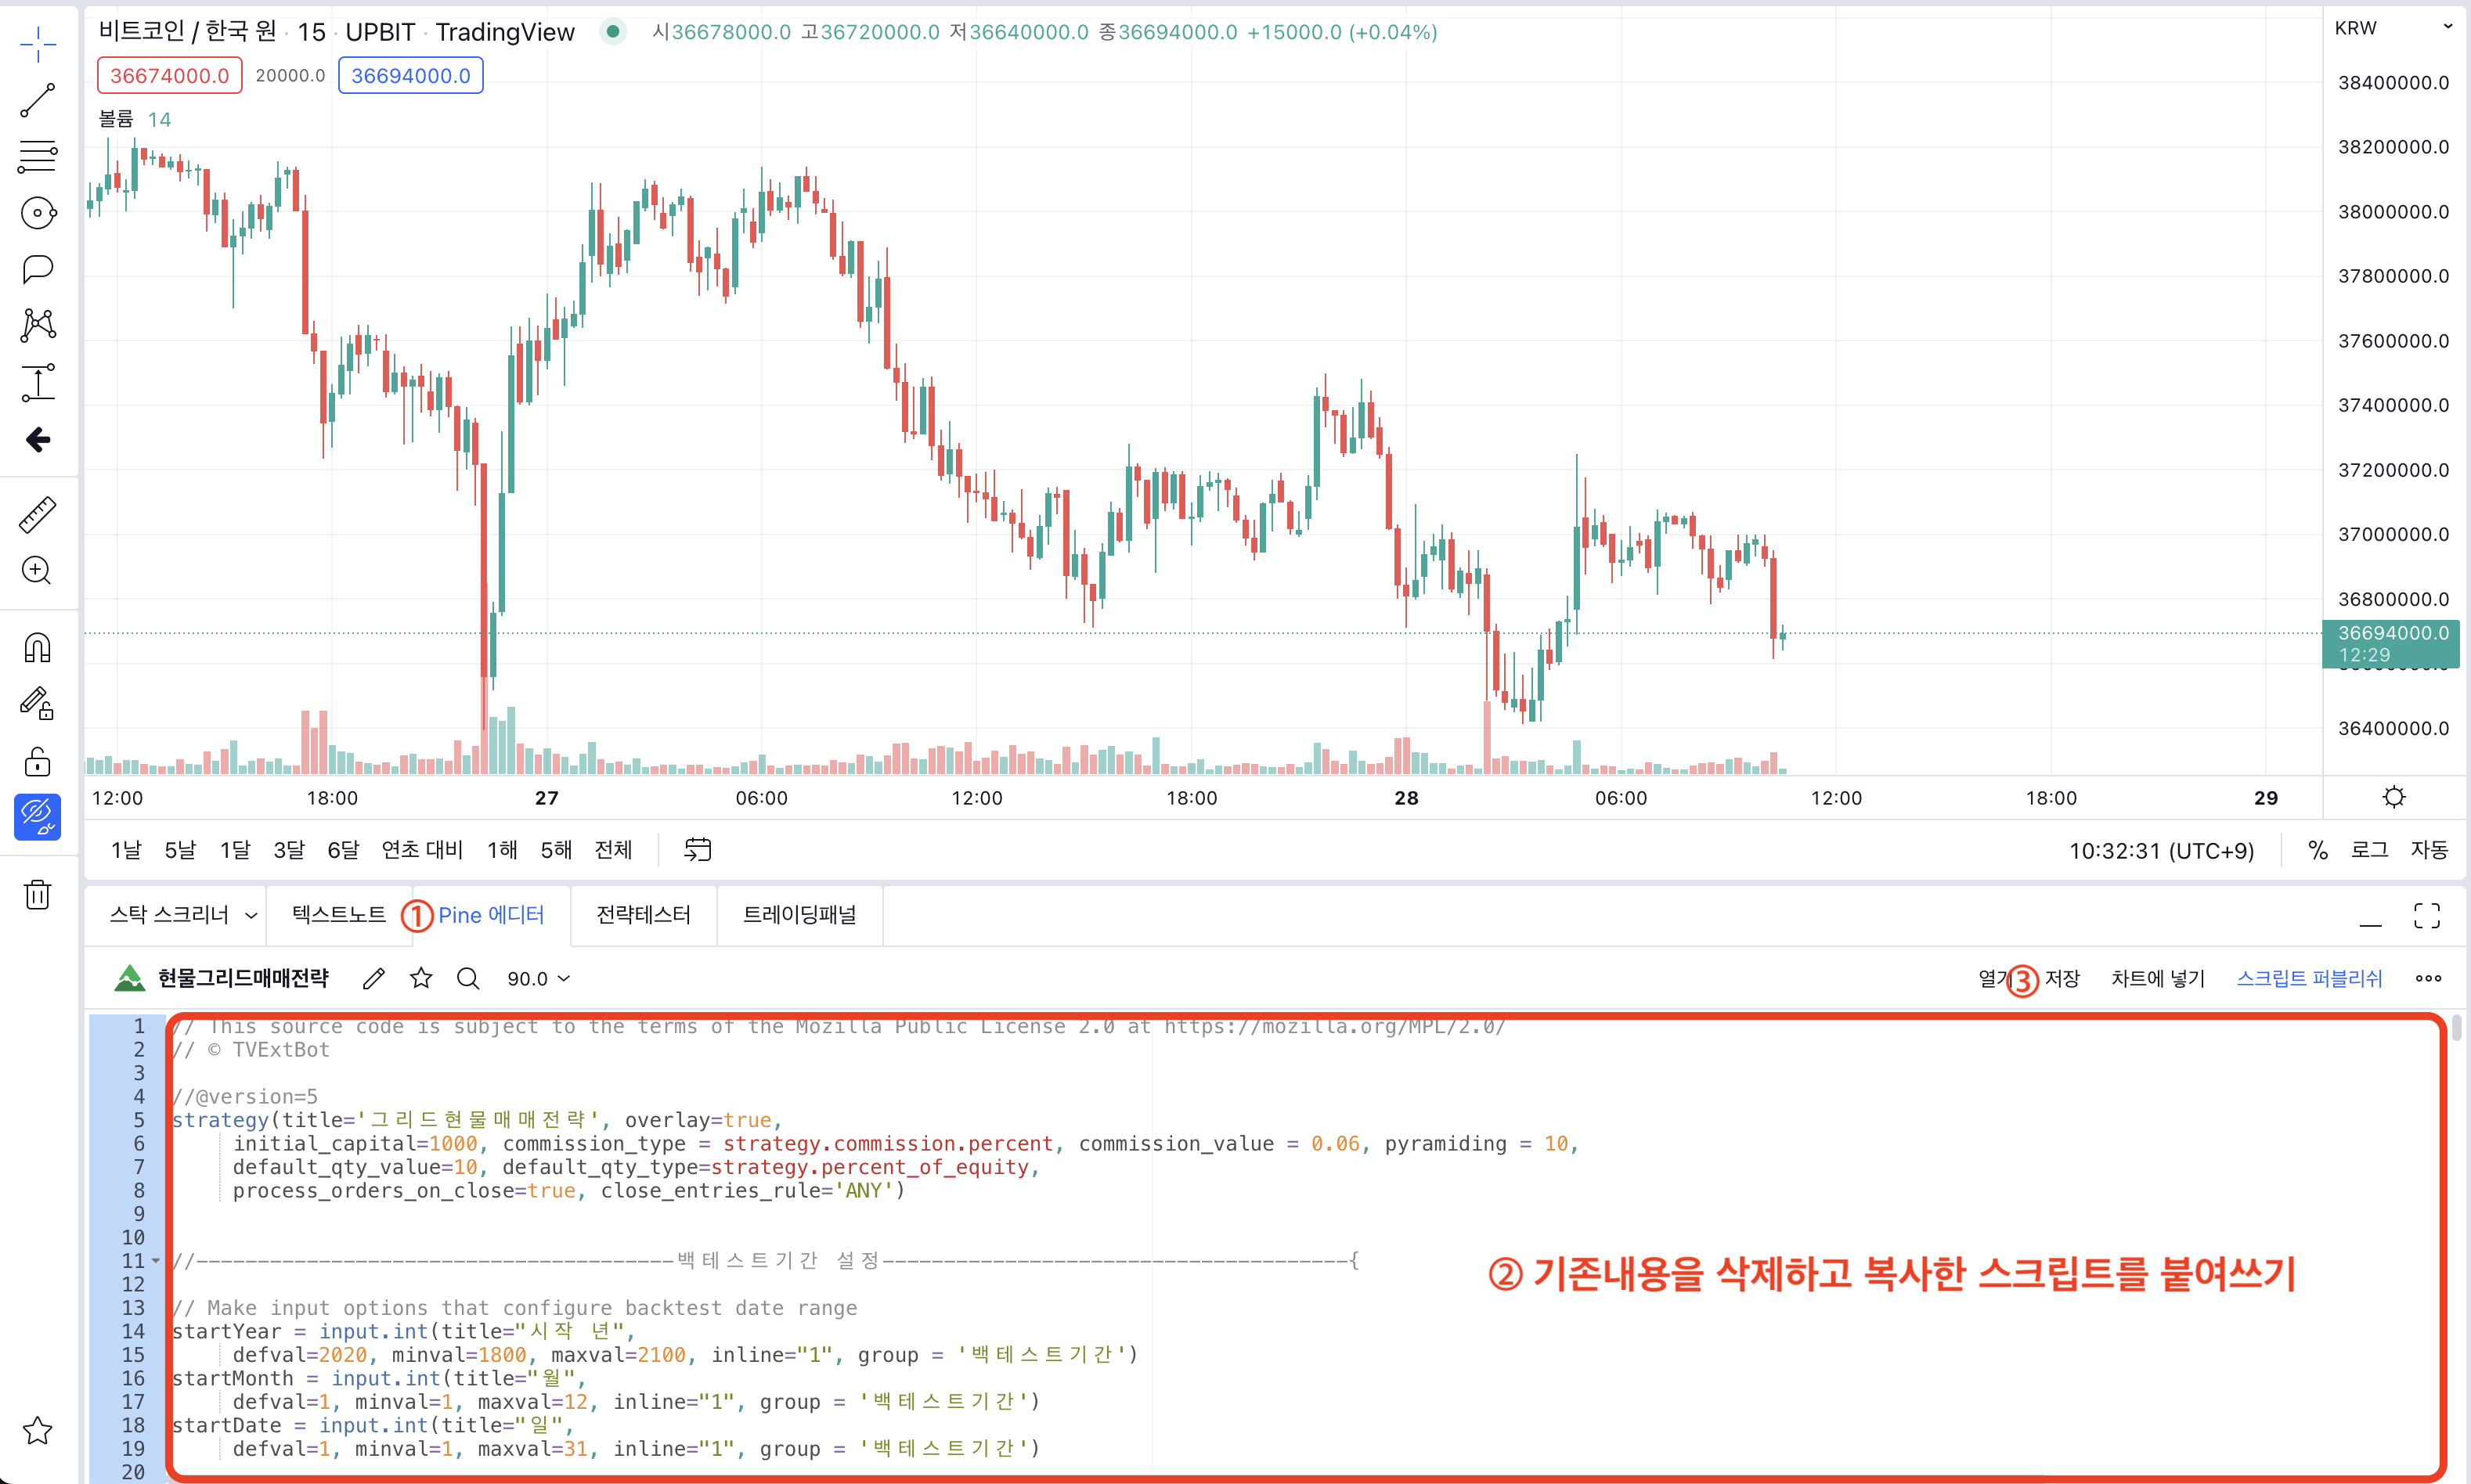 비트코인 / 한국 원 · 15 · UPBIT · TradingView 시36678000.0 고36720000.0 저36640000.0 종36694000.0 +15000.0 (+0.04%)
KRW
36674000.0 20000.0 36694000.0
볼륨 14
38400000.0
38200000.0
38000000.0
37800000.0
37600000.0
37400000.0
37200000.0
37000000.0
36800000.0
36694000.0
12:29
36400000.0
12:00 18:00 27 06:00 12:00 18:00 28 06:00 12:00 18:00 29
1날 5날 1달 3달 6달 연초 대비 1해 5해 전체 10:32:31 (UTC+9) % 로그 자동
스탁 스크리너 텍스트노트 ① Pine 에디터 전략테스터 트레이딩패널
현물그리드매매전략 90.0 열기 ③ 저장 차트에 넣기 스크립트 퍼블리쉬
1 // This source code is subject to the terms of the Mozilla Public License 2.0 at https://mozilla.org/MPL/2.0/
2 // © TVExtBot
3
4 //@version=5
5 strategy(title='그리드현물매매전략', overlay=true,
6 initial_capital=1000, commission_type = strategy.commission.percent, commission_value = 0.06, pyramiding = 10,
7 default_qty_value=10, default_qty_type=strategy.percent_of_equity,
8 process_orders_on_close=true, close_entries_rule='ANY')
9
10
11 //---------------------------------------백테스트기간 설정--------------------------------------{
12
② 기존내용을 삭제하고 복사한 스크립트를 붙여쓰기
13 // Make input options that configure backtest date range
14 startYear = input.int(title="시작 년",
15 defval=2020, minval=1800, maxval=2100, inline="1", group = '백테스트기간')
16 startMonth = input.int(title="월",
17 defval=1, minval=1, maxval=12, inline="1", group = '백테스트기간')
18 startDate = input.int(title="일",
19 defval=1, minval=1, maxval=31, inline="1", group = '백테스트기간')
20